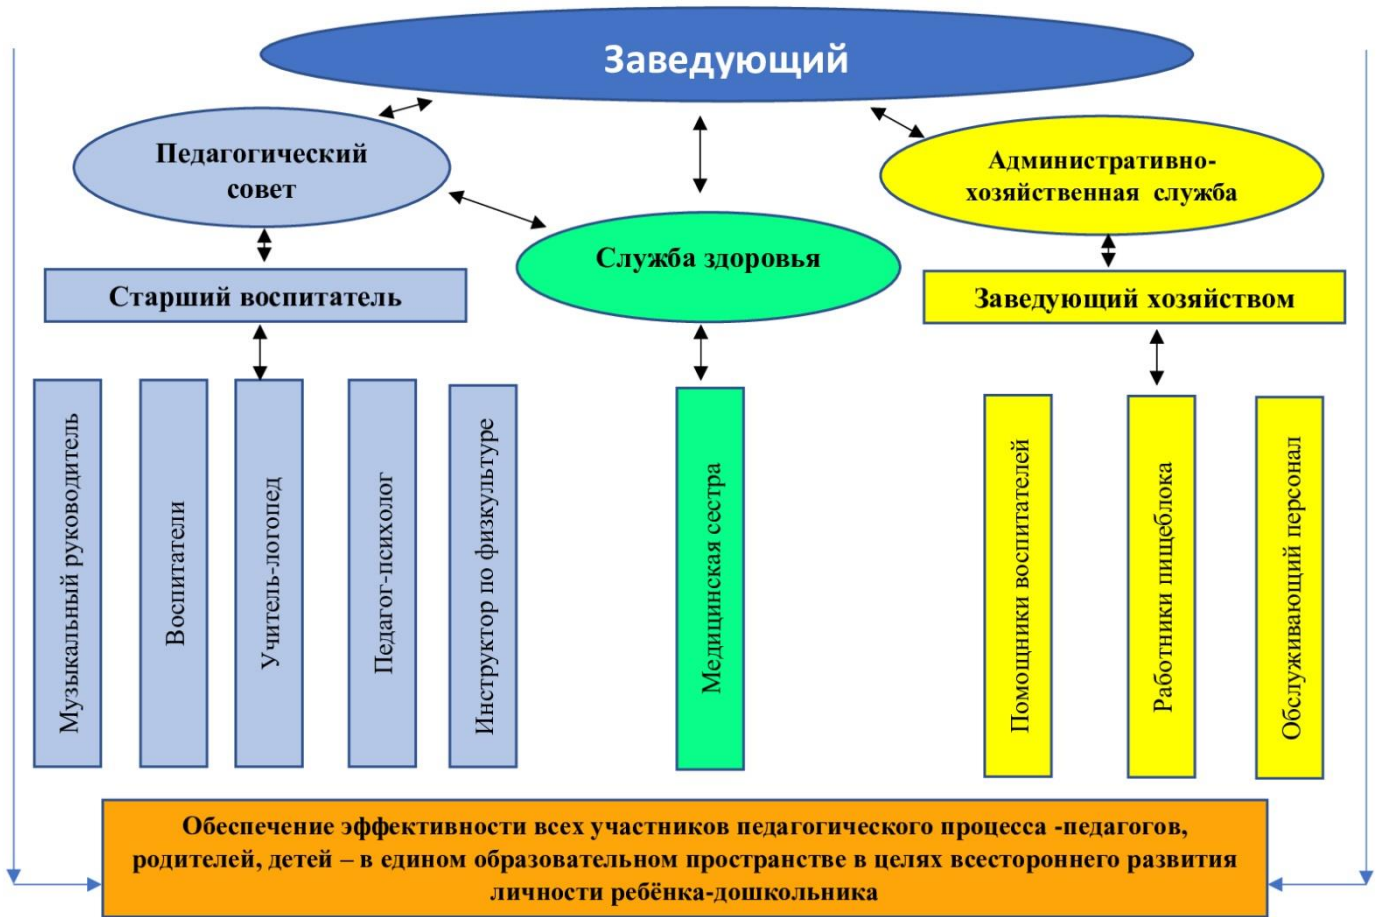 Заведующий
Педагогический
совет
Административно-
хозяйственная служба
Служба здоровья
Старший воспитатель
Заведующий хозяйством
Музыкальный руководитель
Воспитатели
Учитель-логопед
Педагог-психолог
Инструктор по физкультуре
Медицинская сестра
Помощники воспитателей
Работники пищеблока
Обслуживающий персонал
Обеспечение эффективности всех участников педагогического процесса -педагогов,
родителей, детей – в едином образовательном пространстве в целях всестороннего развития
личности ребёнка-дошкольника